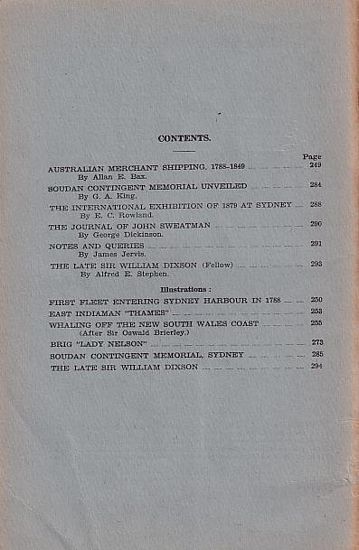 CONTENTS.
Page
AUSTRALIAN MERCHANT SHIPPING, 1788-1849 249
By Allan E. Bax.
SOUDAN CONTINGENT MEMORIAL UNVEILED 284
By G. A. King.
THE INTERNATIONAL EXHIBITION OF 1879 AT SYDNEY 288
By E. C. Rowland.
THE JOURNAL OF JOHN SWEATMAN 290
By George Dickinson.
NOTES AND QUERIES 291
By James Jervis.
THE LATE SIR WILLIAM DIXSON (Fellow) 293
By Alfred E. Stephen.
Illustrations :
FIRST FLEET ENTERING SYDNEY HARBOUR IN 1788 250
EAST INDIAMAN "THAMES" 253
WHALING OFF THE NEW SOUTH WALES COAST 255
(After Sir Oswald Brierley.)
BRIG "LADY NELSON" 273
SOUDAN CONTINGENT MEMORIAL, SYDNEY 285
THE LATE SIR WILLIAM DIXSON 294